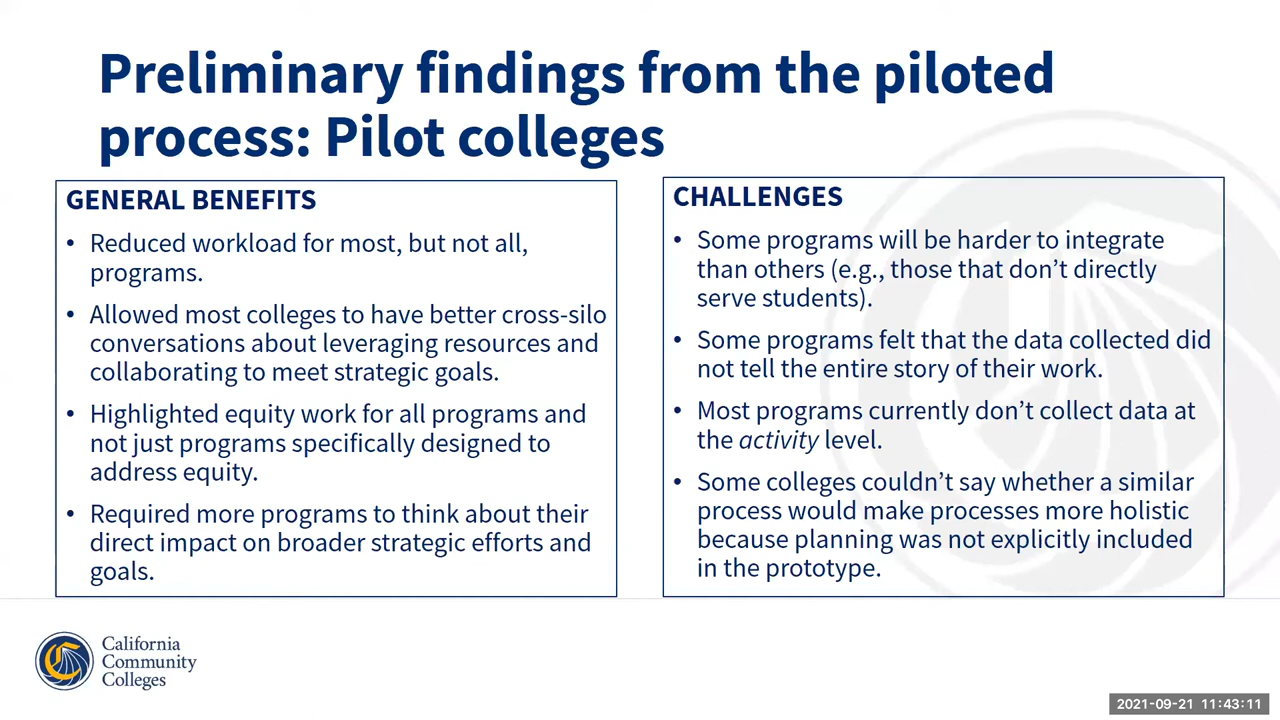 Preliminary findings from the piloted
process: Pilot colleges
GENERAL BENEFITS
• Reduced workload for most, but not all,
programs.
• Allowed most colleges to have better cross-silo
conversations about leveraging resources and
collaborating to meet strategic goals.
• Highlighted equity work for all programs and
not just programs specifically designed to
address equity.
• Required more programs to think about their
direct impact on broader strategic efforts and
goals.
CHALLENGES
• Some programs will be harder to integrate
than others (e.g., those that don’t directly
serve students).
• Some programs felt that the data collected did
not tell the entire story of their work.
• Most programs currently don’t collect data at
the activity level.
• Some colleges couldn’t say whether a similar
process would make processes more holistic
because planning was not explicitly included
in the prototype.
California
Community
Colleges
2021-09-21 11:43:11